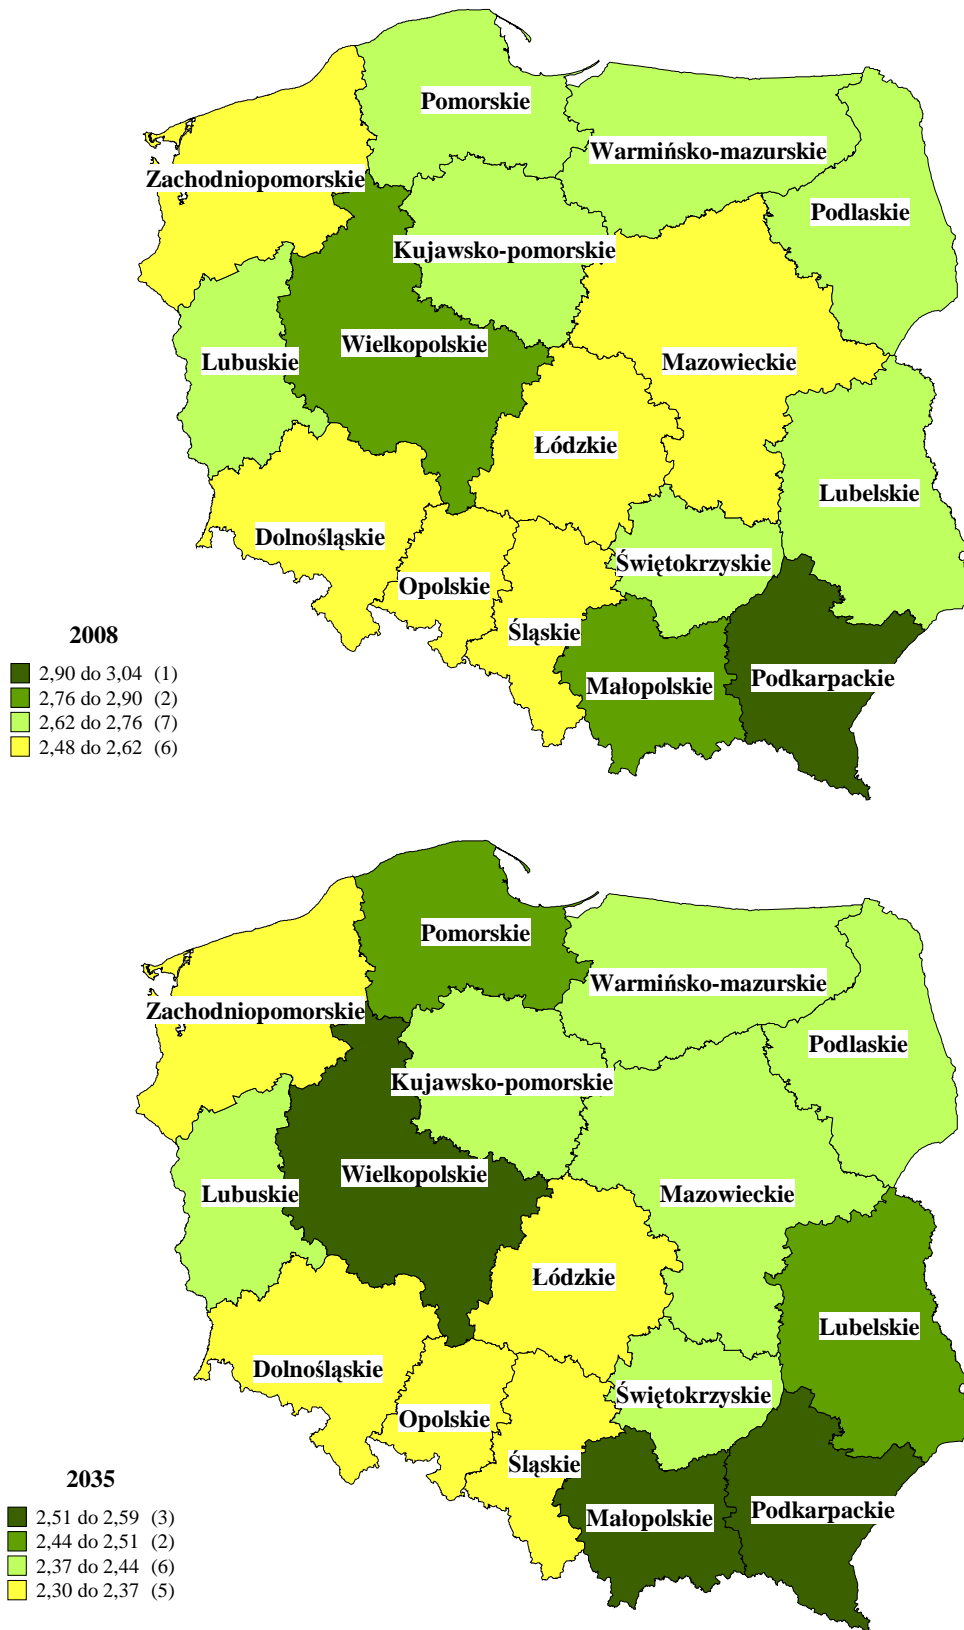 Pomorskie
Warmińsko-mazurskie
Zachodniopomorskie
Podlaskie
Kujawsko-pomorskie
Wielkopolskie
Lubuskie
Mazowieckie
Łódzkie
Lubelskie
Dolnośląskie
Świętokrzyskie
Opolskie
Śląskie
Podkarpackie
Małopolskie
2008
2,90 do 3,04 (1)
2,76 do 2,90 (2)
2,62 do 2,76 (7)
2,48 do 2,62 (6)
Pomorskie
Warmińsko-mazurskie
Zachodniopomorskie
Podlaskie
Kujawsko-pomorskie
Wielkopolskie
Lubuskie
Mazowieckie
Łódzkie
Lubelskie
Dolnośląskie
Świętokrzyskie
Opolskie
Śląskie
Podkarpackie
Małopolskie
2035
2,51 do 2,59 (3)
2,44 do 2,51 (2)
2,37 do 2,44 (6)
2,30 do 2,37 (5)